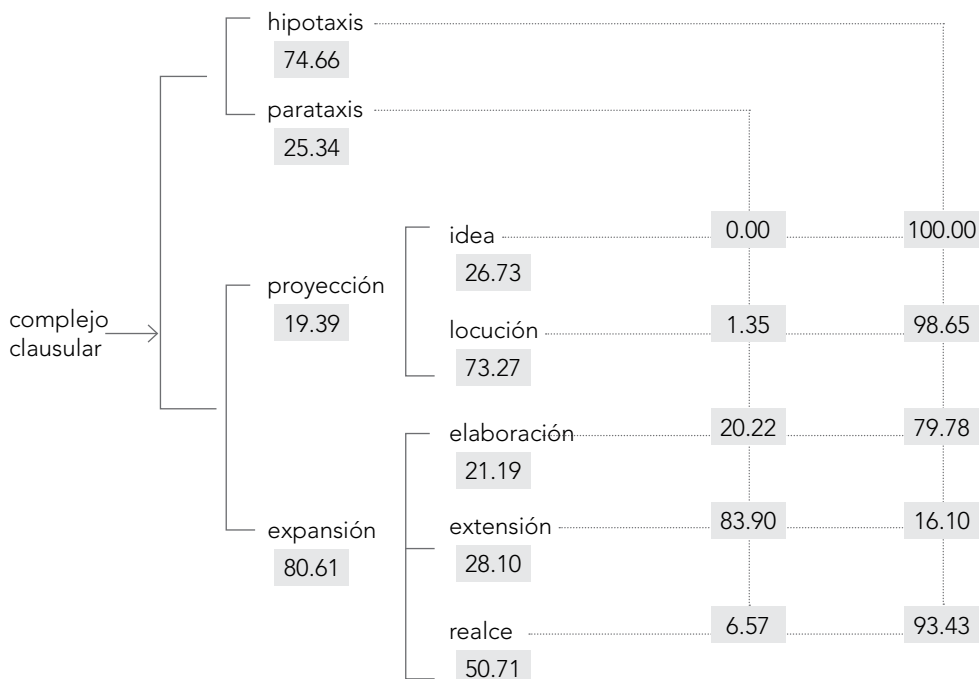 hipotaxis
74.66
parataxis
25.34
idea 0.00 100.00
26.73
proyección
19.39
locución 1.35 98.65
73.27
complejo
clausular
elaboración 20.22 79.78
21.19
extensión 83.90 16.10
28.10
expansión
80.61
realce 6.57 93.43
50.71